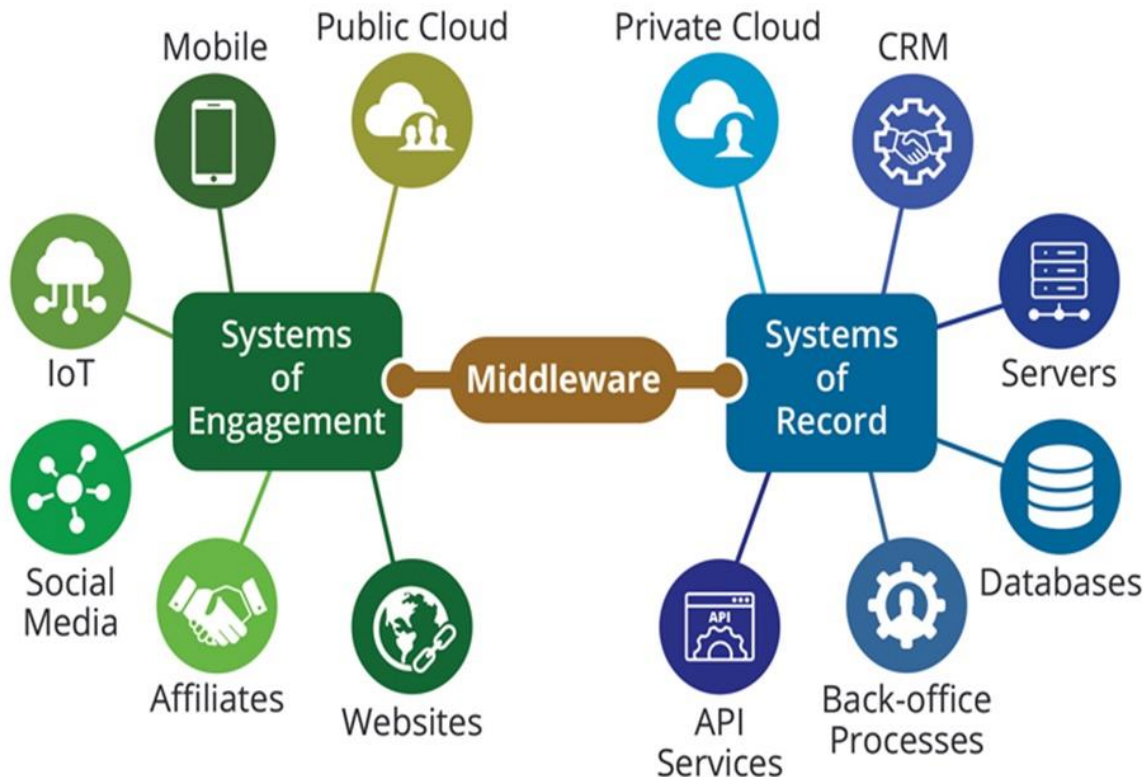 Mobile
Public Cloud
Private Cloud
CRM
IoT
Systems
of
Engagement
Middleware
Systems
of
Record
Servers
Social
Media
Affiliates
Websites
API
API
Services
Back-office
Processes
Databases